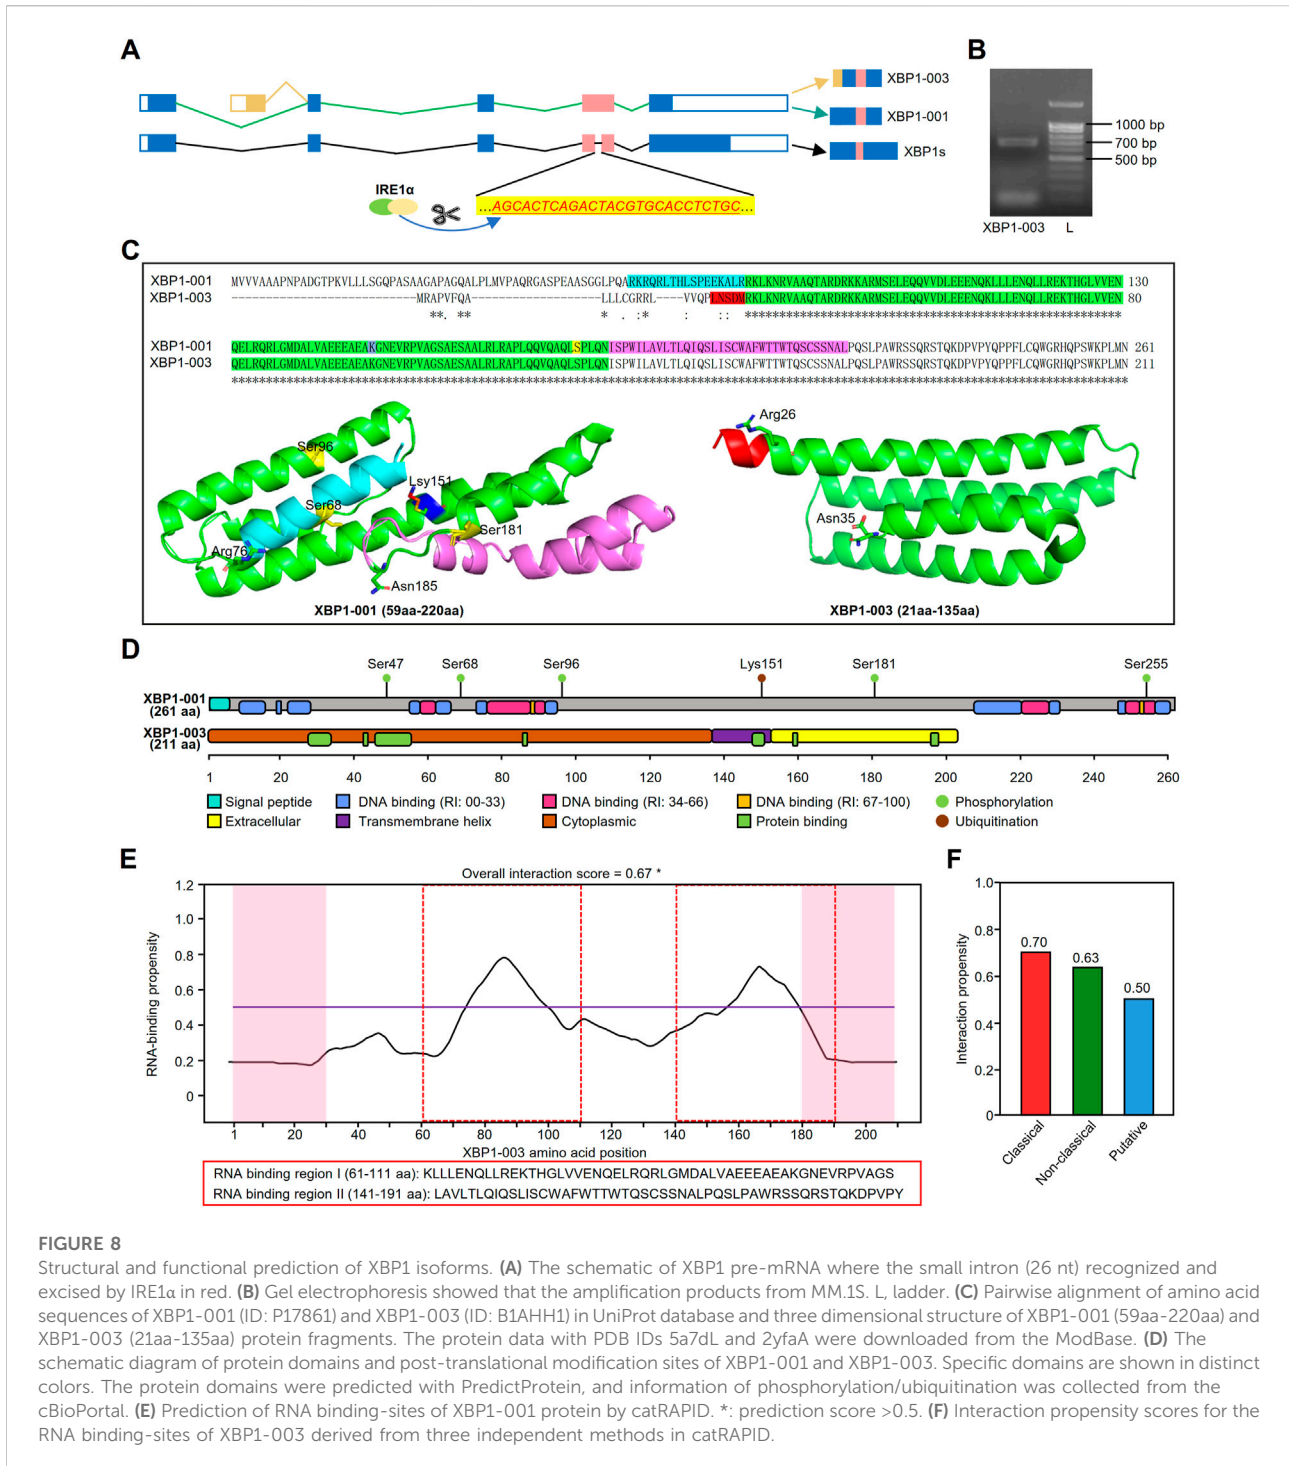 A
B
XBP1-003
XBP1-001
XBP1s
IRE1α
...AGCACTCAGACTACGTGCACCTCTGC...
1000 bp
700 bp
500 bp
XBP1-003 L
C
XBP1-001 MVVVAAAPNPADGTPKVLLLSGQPASAAGAPAGQALPLMVPAQRGASPEAASGGLPQARKRQRLTHLSPEEKALRRKLKNRVAAQTARDRKKARMSELEQQVVDLEEENQKLLLENQLLREKTHGLVVEN 130
XBP1-003 ---------------------------MRAPVFQA-------------------LLLCGRRL----VVQPLNSDWRKLKNRVAAQTARDRKKARMSELEQQVVDLEEENQKLLLENQLLREKTHGLVVEN 80
XBP1-001 QELRQRLGMDALVAEEEAEAKGNEVRPVAGSAESAALRLRAPLQQVQAQLSPLQNISPWILAVLTLQIQSLISCWAFWTTWTQSCSSNALPQSLPAWRSSQRSTQKDPVPYQPPFLCQWGRHQPSWKPLMN 261
XBP1-003 QELRQRLGMDALVAEEEAEAKGNEVRPVAGSAESAALRLRAPLQQVQAQLSPLQNISPWILAVLTLQIQSLISCWAFWTTWTQSCSSNALPQSLPAWRSSQRSTQKDPVPYQPPFLCQWGRHQPSWKPLMN 211
Ser96
Lsy151
Ser68
Ser181
Arg76
Asn185
XBP1-001 (59aa-220aa)
Arg26
Asn35
XBP1-003 (21aa-135aa)
D
Ser47 Ser68 Ser96 Lys151 Ser181 Ser255
XBP1-001
(261 aa)
XBP1-003
(211 aa)
1 20 40 60 80 100 120 140 160 180 200 220 240 260
Signal peptide DNA binding (RI: 00-33) DNA binding (RI: 34-66) DNA binding (RI: 67-100) Phosphorylation
Extracellular Transmembrane helix Cytoplasmic Protein binding Ubiquitination
E
Overall interaction score = 0.67 *
RNA-binding propensity
1.2
1.0
0.8
0.6
0.4
0.2
0
1 20 40 60 80 100 120 140 160 180 200
XBP1-003 amino acid position
RNA binding region I (61-111 aa): KLLLENQLLREKTHGLVVENQELRQRLGMDALVAEEEAEAKGNEVRPVAGS
RNA binding region II (141-191 aa): LAVLTLQIQSLISCWAFWTTWTQSCSSNALPQSLPAWRSSQRSTQKDPVPY
F
Interaction propensity
1.0
0.8
0.6
0.4
0.2
0
0.70
0.63
0.50
Classical
Non-classical
Putative
FIGURE 8
Structural and functional prediction of XBP1 isoforms. (A) The schematic of XBP1 pre-mRNA where the small intron (26 nt) recognized and
excised by IRE1α in red. (B) Gel electrophoresis showed that the amplification products from MM.1S. L, ladder. (C) Pairwise alignment of amino acid
sequences of XBP1-001 (ID: P17861) and XBP1-003 (ID: B1AHH1) in UniProt database and three dimensional structure of XBP1-001 (59aa-220aa) and
XBP1-003 (21aa-135aa) protein fragments. The protein data with PDB IDs 5a7dL and 2yfaA were downloaded from the ModBase. (D) The
schematic diagram of protein domains and post-translational modification sites of XBP1-001 and XBP1-003. Specific domains are shown in distinct
colors. The protein domains were predicted with PredictProtein, and information of phosphorylation/ubiquitination was collected from the
cBioPortal. (E) Prediction of RNA binding-sites of XBP1-001 protein by catRAPID. *: prediction score >0.5. (F) Interaction propensity scores for the
RNA binding-sites of XBP1-003 derived from three independent methods in catRAPID.